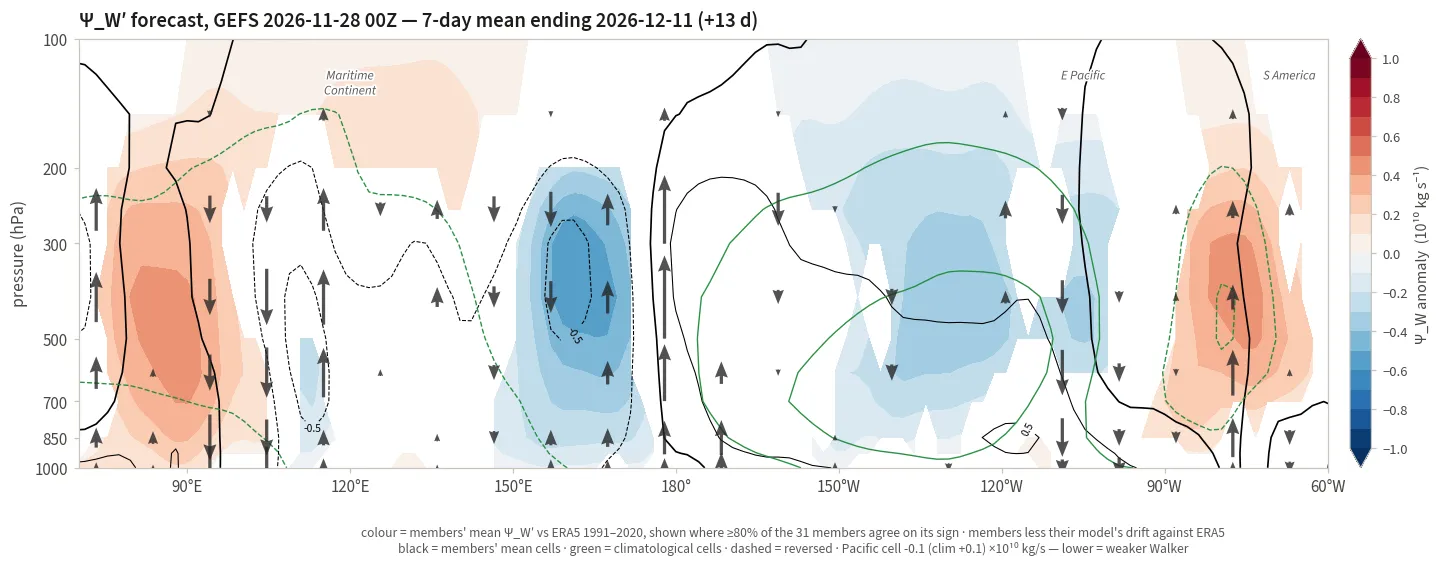 Ψ_W′ forecast, GEFS 2026-11-28 00Z — 7-day mean ending 2026-12-11 (+13 d)
100
200
300
400
500
700
850
1000
pressure (hPa)
Maritime
Continent
E Pacific
S America
-0.5
-0.5
0.5
90°E
120°E
150°E
180°
150°W
120°W
90°W
60°W
1.0
0.8
0.6
0.4
0.2
0.0
−0.2
−0.4
−0.6
−0.8
−1.0
Ψ_W anomaly (10¹⁰ kg s⁻¹)
colour = members' mean Ψ_W′ vs ERA5 1991–2020, shown where ≥80% of the 31 members agree on its sign · members less their model's drift against ERA5
black = members' mean cells · green = climatological cells · dashed = reversed · Pacific cell -0.1 (clim +0.1) ×10¹⁰ kg/s — lower = weaker Walker